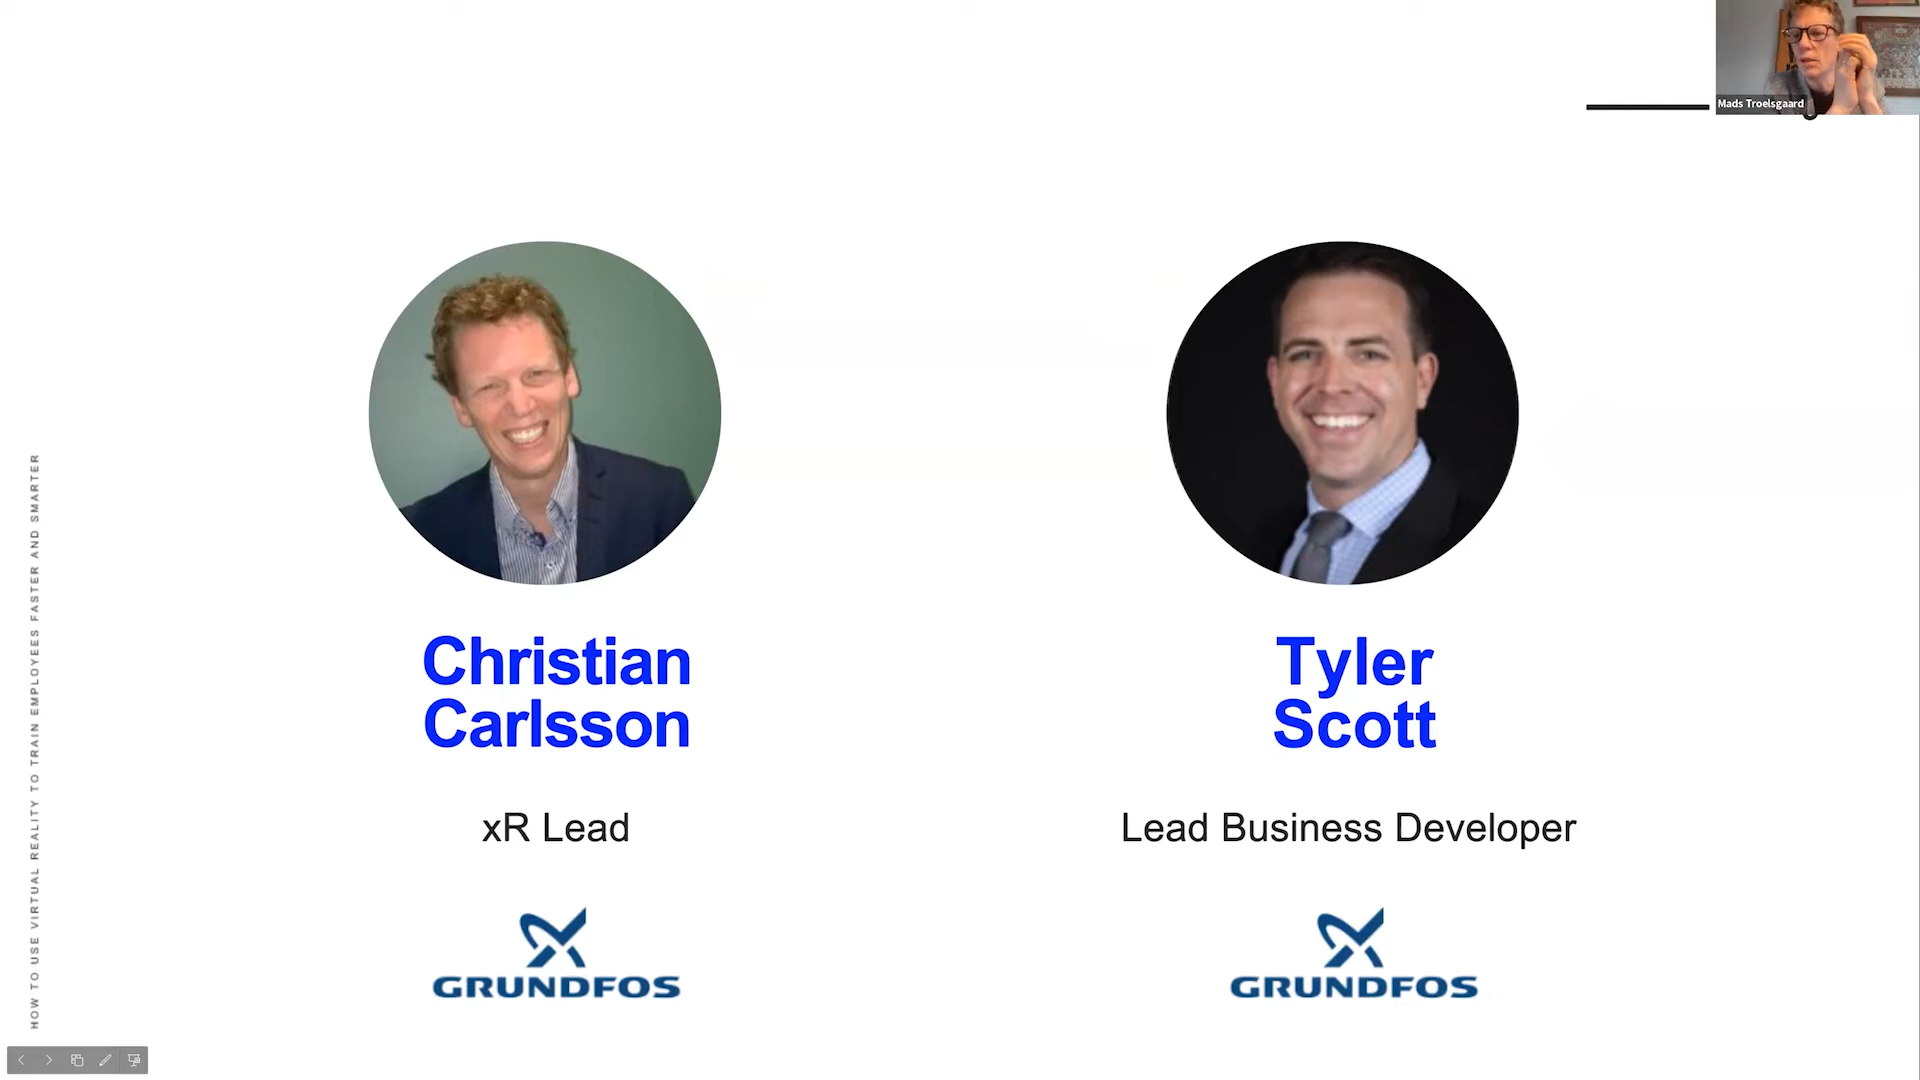 Mads Troelsgaard
Christian
Carlsson
xR Lead
GRUNDFOS
Tyler
Scott
Lead Business Developer
GRUNDFOS
HOW TO USE VIRTUAL REALITY TO TRAIN EMPLOYEES FASTER AND SMARTER